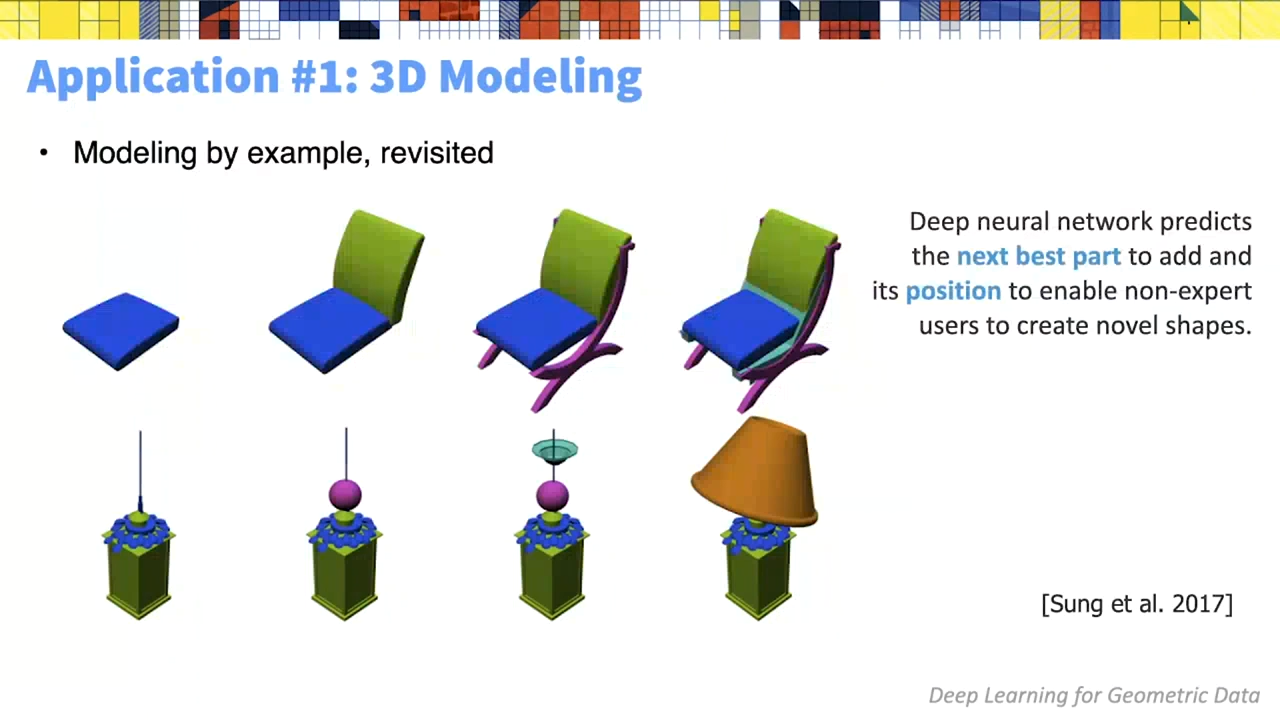 Application #1: 3D Modeling
• Modeling by example, revisited
Deep neural network predicts
the next best part to add and
its position to enable non-expert
users to create novel shapes.
[Sung et al. 2017]
Deep Learning for Geometric Data